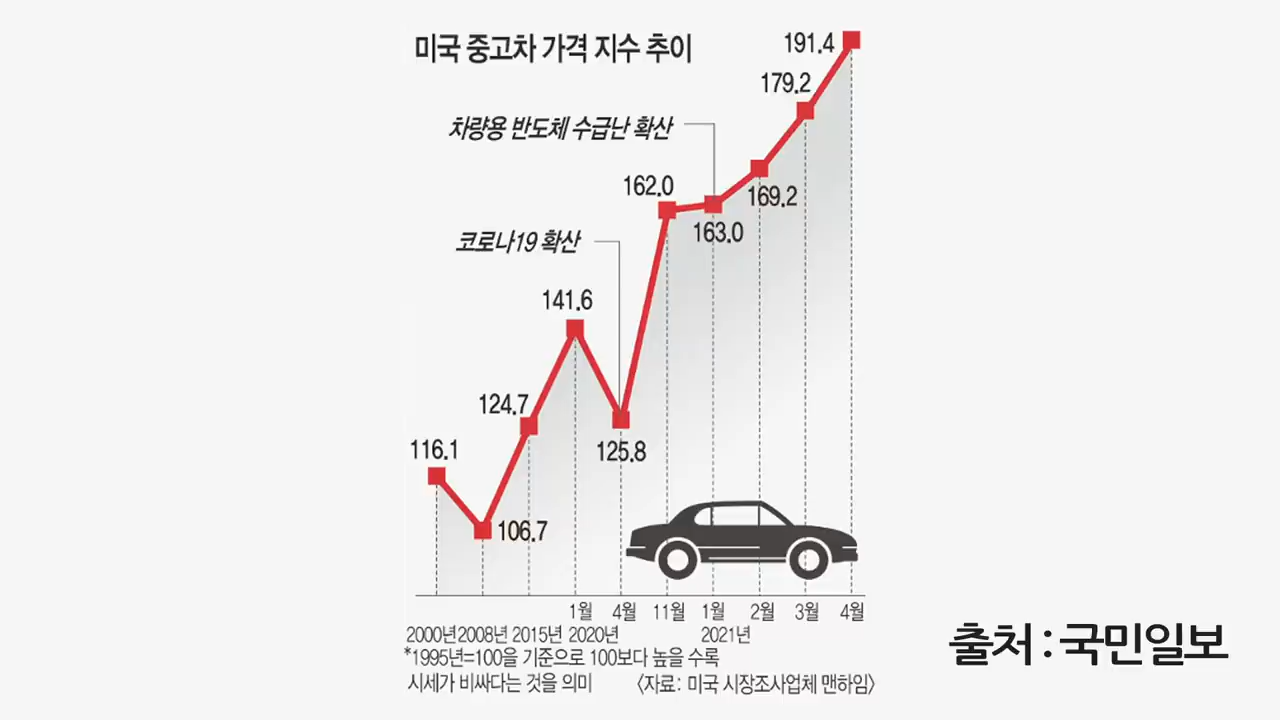 미국 중고차 가격 지수 추이
191.4
179.2
차량용 반도체 수급난 확산
162.0
169.2
163.0
코로나19 확산
141.6
124.7
125.8
116.1
106.7
1월 4월 11월 1월 2월 3월 4월
2000년 2008년 2015년 2020년 2021년
*1995년=100을 기준으로 100보다 높을 수록
시세가 비싸다는 것을 의미 〈자료: 미국 시장조사업체 맨하임〉
출처 : 국민일보